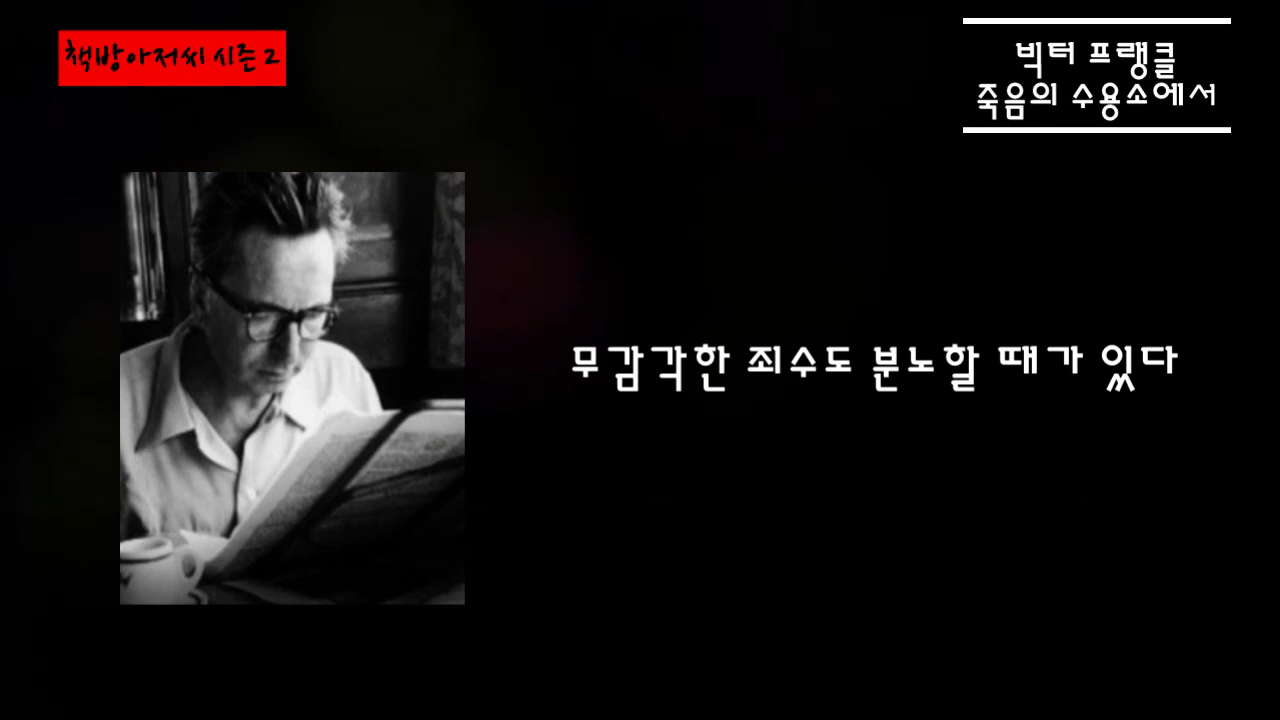 책방아저씨 시즌 2
빅터 프랭클
죽음의 수용소에서
무감각한 죄수도 분노할 때가 있다